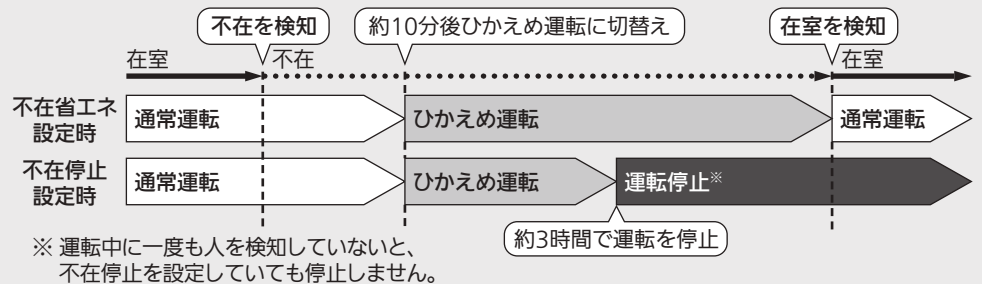 不在を検知
約10分後ひかえめ運転に切替え
在室を検知
在室
不在
在室
不在省エネ
設定時
通常運転
ひかえめ運転
通常運転
不在停止
設定時
通常運転
ひかえめ運転
運転停止※
約3時間で運転を停止
※ 運転中に一度も人を検知していないと、
不在停止を設定していても停止しません。